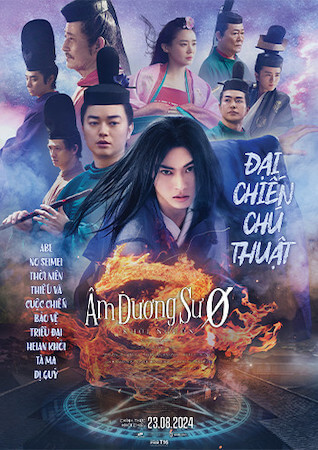 ĐẠI
CHIẾN
CHÚ
THUẬT
ABE
NO SEIMEI
THỜI NIÊN
THIẾU VÀ
CUỘC CHIẾN
BẢO VỆ
TRIỀU ĐẠI
HEIAN KHỎI
TÀ MA
DỊ QUỶ
Âm Dương Sư 0
23.08.2024
T16